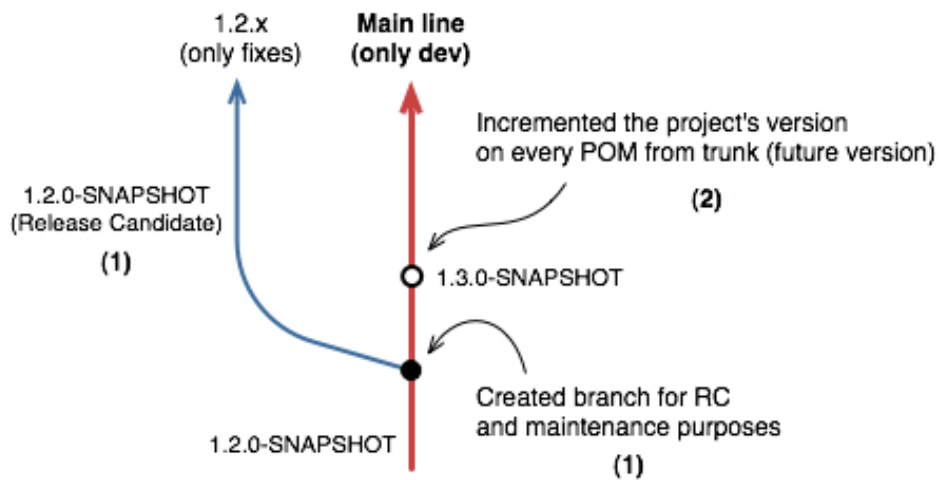 1.2.x
(only fixes)
Main line
(only dev)
Incremented the project's version
on every POM from trunk (future version)
(2)
1.2.0-SNAPSHOT
(Release Candidate)
(1)
1.3.0-SNAPSHOT
Created branch for RC
and maintenance purposes
(1)
1.2.0-SNAPSHOT